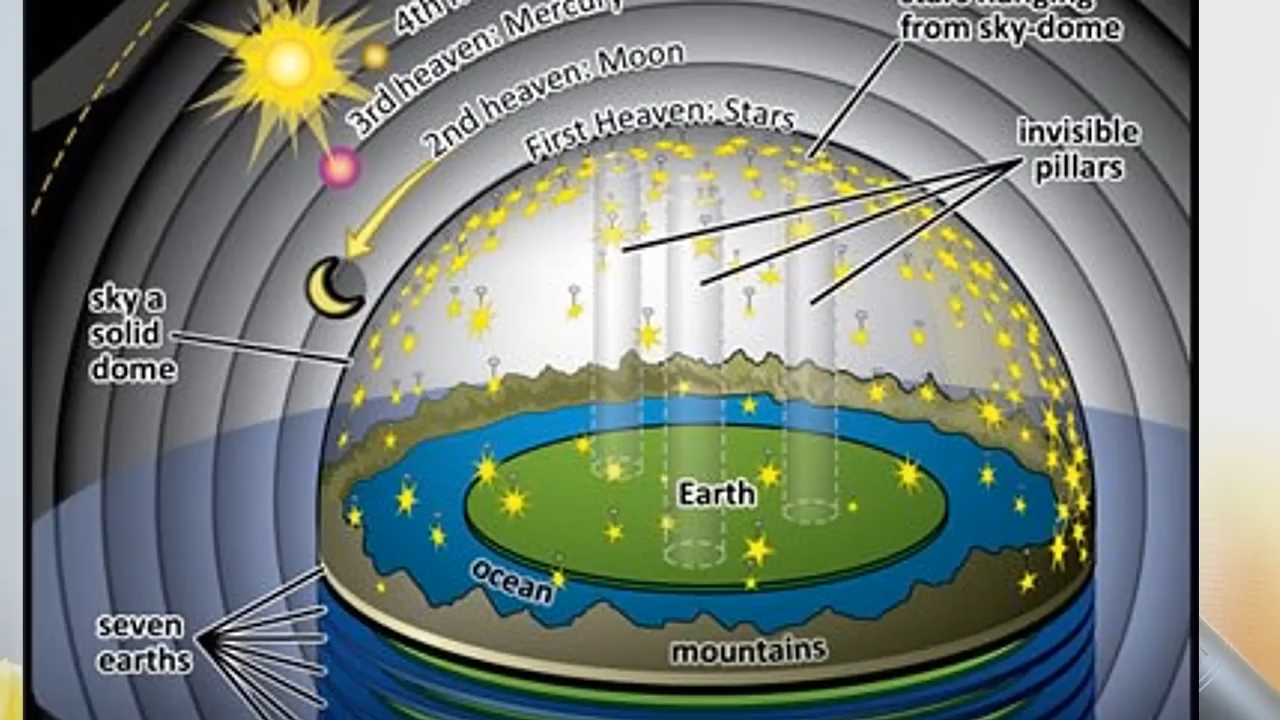 4th
3rd heaven: Mercury
2nd heaven: Moon
First Heaven: Stars
from sky-dome
invisible
pillars
sky a
solid
dome
Earth
ocean
seven
earths
mountains